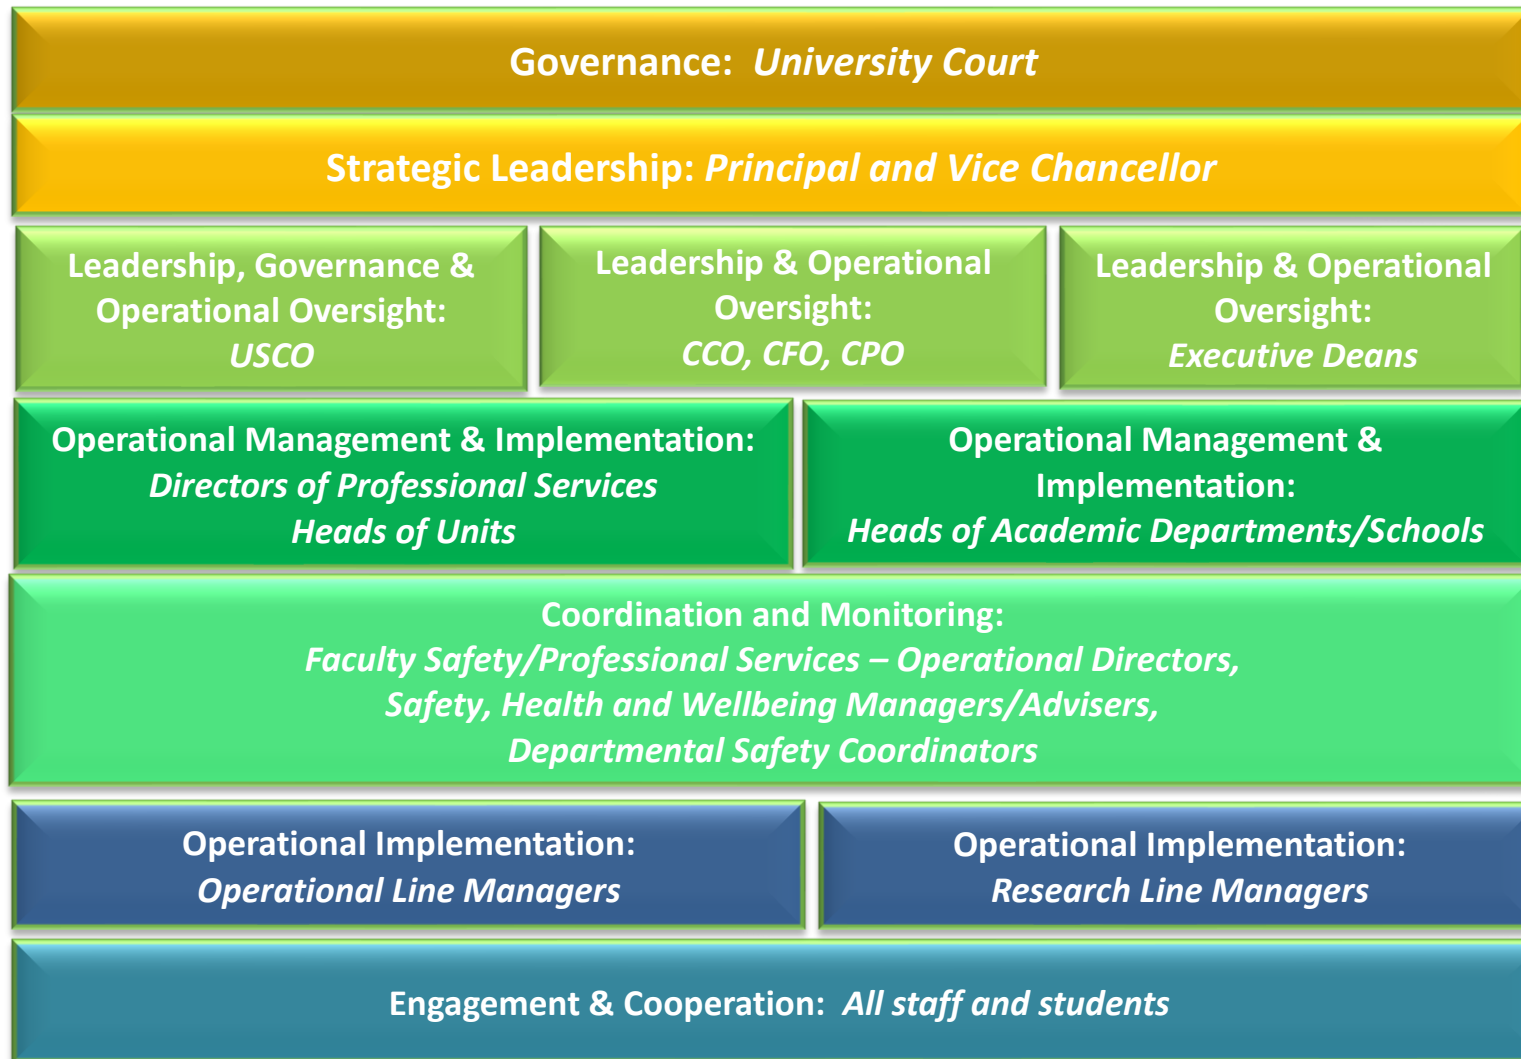 Governance: University Court
Strategic Leadership: Principal and Vice Chancellor
Leadership, Governance &
Operational Oversight:
USCO
Leadership & Operational
Oversight:
CCO, CFO, CPO
Leadership & Operational
Oversight:
Executive Deans
Operational Management & Implementation:
Directors of Professional Services
Heads of Units
Operational Management &
Implementation:
Heads of Academic Departments/Schools
Coordination and Monitoring:
Faculty Safety/Professional Services – Operational Directors,
Safety, Health and Wellbeing Managers/Advisers,
Departmental Safety Coordinators
Operational Implementation:
Operational Line Managers
Operational Implementation:
Research Line Managers
Engagement & Cooperation: All staff and students